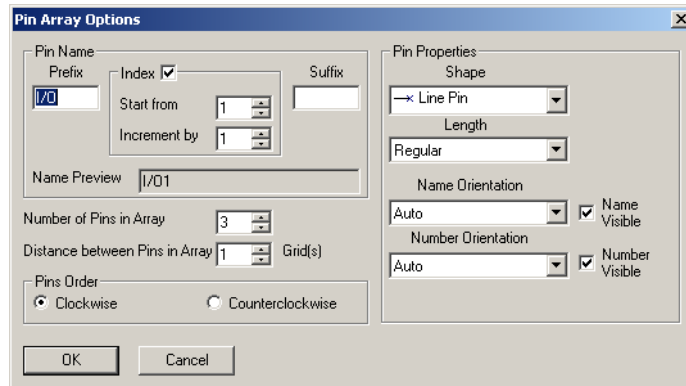 Pin Array Options
Pin Name
Prefix
Index
Suffix
I/O
Start from 1
Increment by 1
Name Preview I/O1
Number of Pins in Array 3
Distance between Pins in Array 1 Grid(s)
Pins Order
Clockwise
Counterclockwise
OK
Cancel
Pin Properties
Shape
Line Pin
Length
Regular
Name Orientation
Auto
Name
Visible
Number Orientation
Auto
Number
Visible